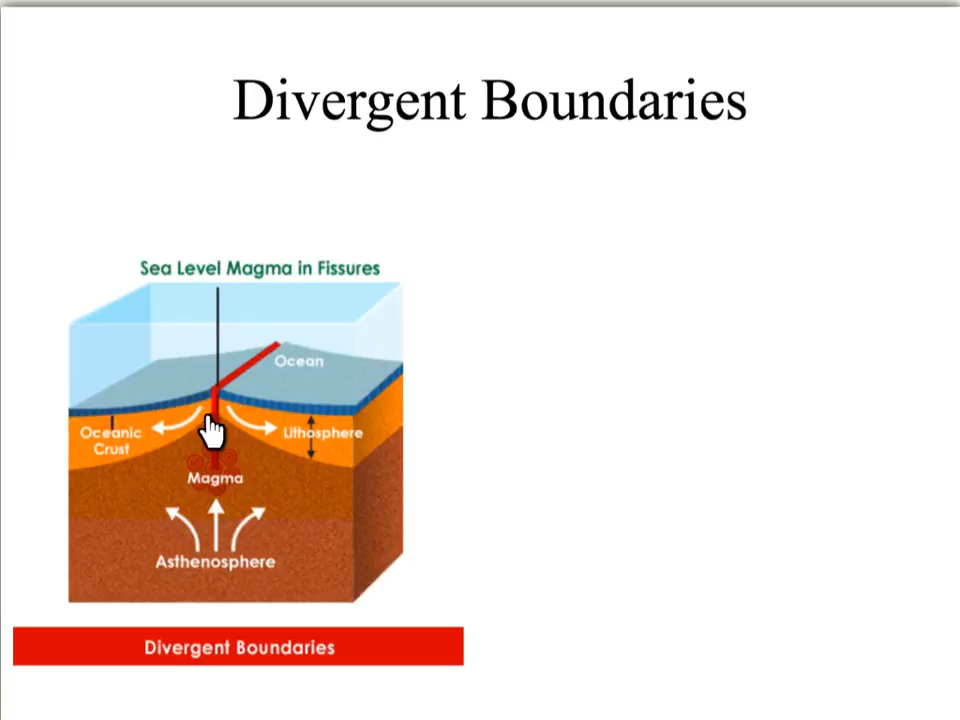 Divergent Boundaries
Sea Level Magma in Fissures
Ocean
Oceanic
Crust
Lithosphere
Magma
Asthenosphere
Divergent Boundaries